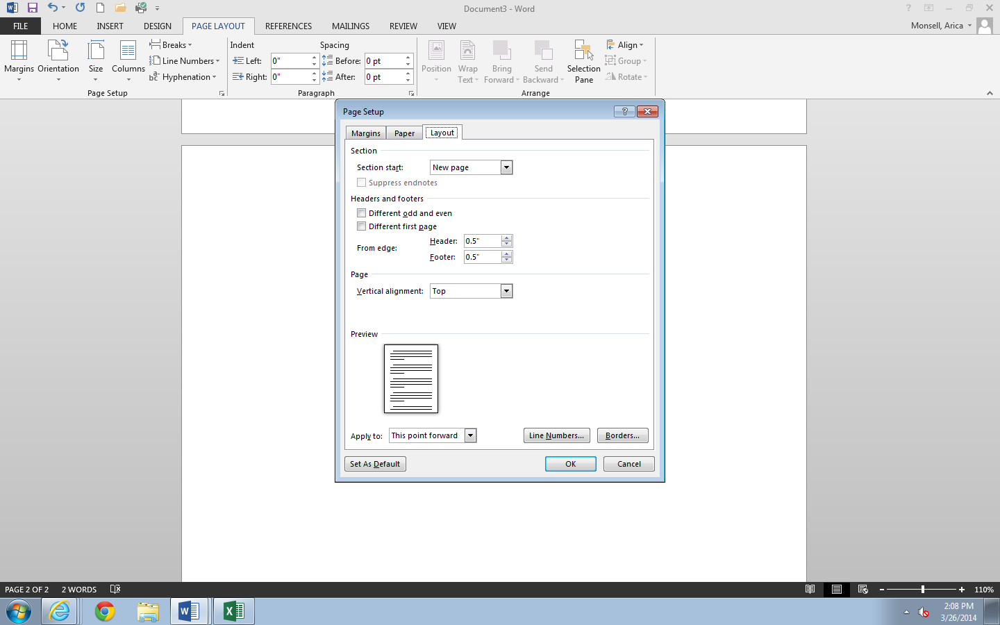 Document3 - Word
FILE HOME INSERT DESIGN PAGE LAYOUT REFERENCES MAILINGS REVIEW VIEW Monsell, Arica
Margins Orientation Size Columns
Breaks
Line Numbers
Hyphenation
Page Setup
Indent Spacing
Left: 0" Before: 0 pt
Right: 0" After: 0 pt
Paragraph
Position Wrap Text Bring Forward Send Backward Selection Pane
Align
Group
Rotate
Arrange
Page Setup
Margins Paper Layout
Section
Section start: New page
Suppress endnotes
Headers and footers
Different odd and even
Different first page
From edge:
Header: 0.5"
Footer: 0.5"
Page
Vertical alignment: Top
Preview
Apply to: This point forward Line Numbers... Borders...
Set As Default OK Cancel
PAGE 2 OF 2 2 WORDS 110%
2:08 PM
3/26/2014